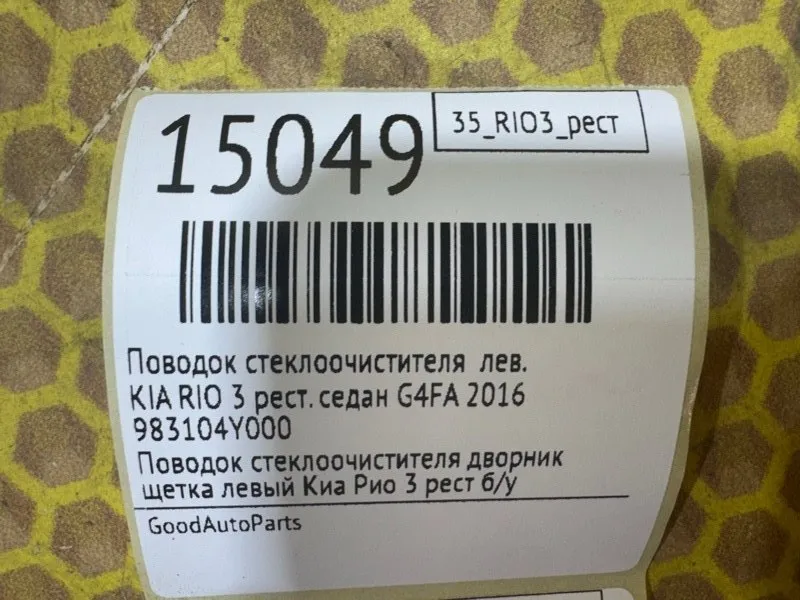 15049
35_RIO3_рест
Поводок стеклоочистителя лев.
KIA RIO 3 рест. седан G4FA 2016
983104Y000
Поводок стеклоочистителя дворник
щетка левый Киа Рио 3 рест б/у
GoodAutoParts